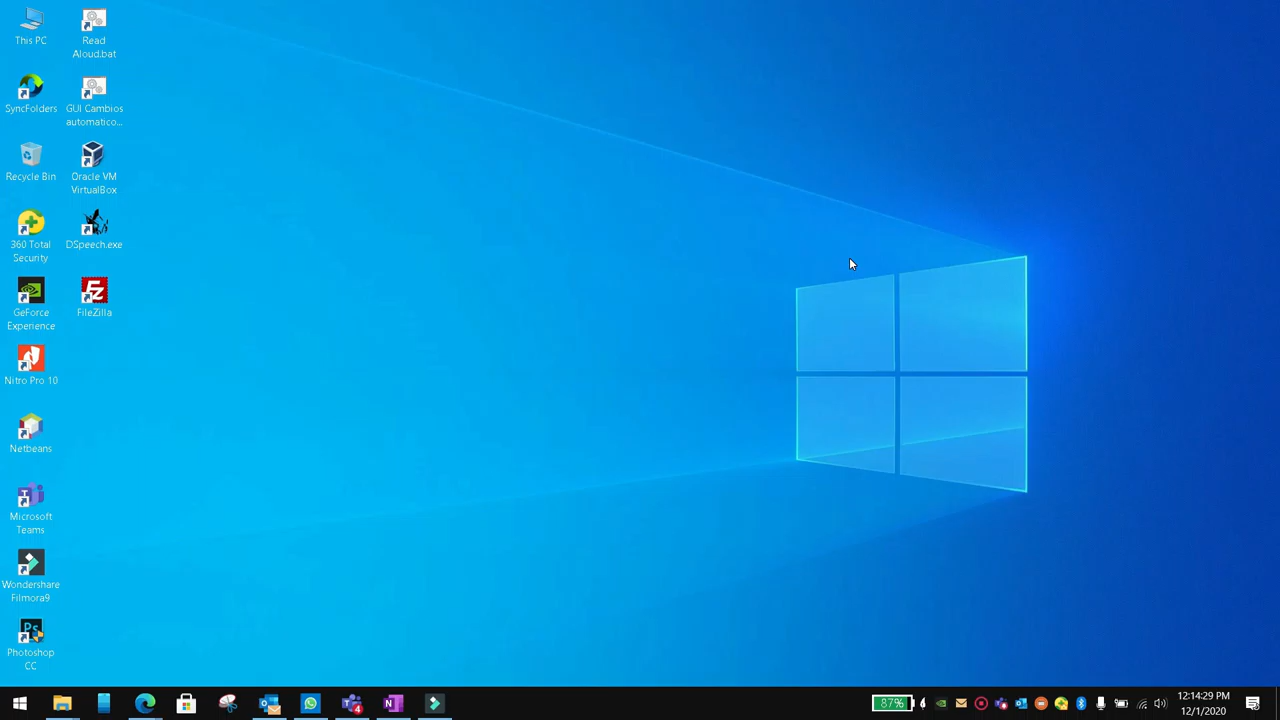 This PC
Read
Aloud.bat
SyncFolders
GUI Cambios
automatico...
Recycle Bin
Oracle VM
VirtualBox
360 Total
Security
DSpeech.exe
GeForce
Experience
FileZilla
Nitro Pro 10
Netbeans
Microsoft
Teams
Wondershare
Filmora9
Ps
Photoshop
CC
4
N
87%
12:14:29 PM
12/1/2020